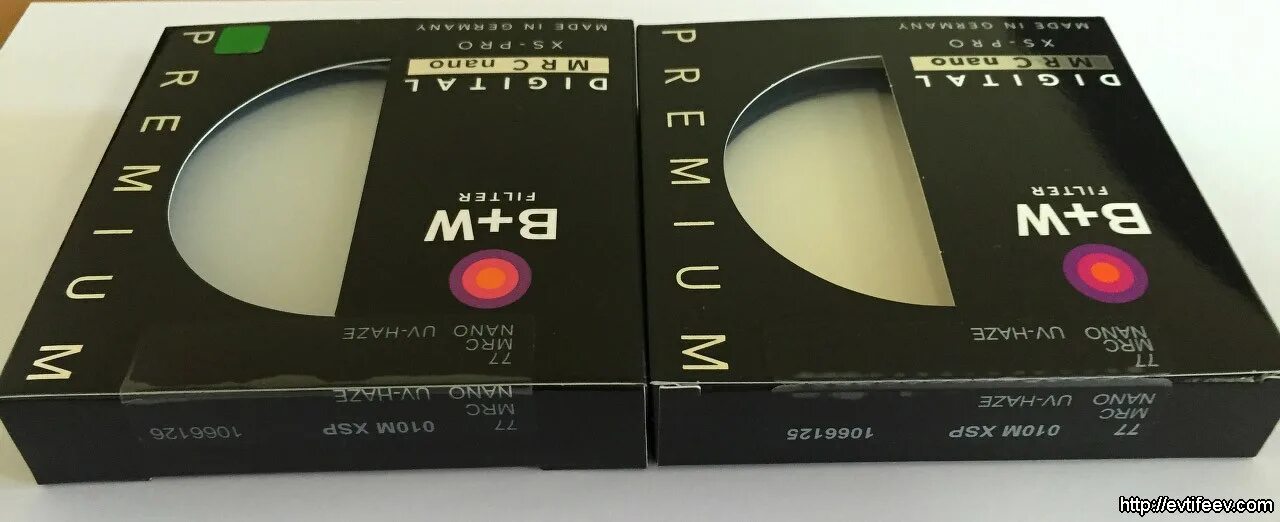 PREMIUM
MADE IN GERMANY
XS-PRO
MRC nano
DIGITAL
B+W
FILTER
77
MRC
NANO UV-HAZE
77
MRC
NANO UV-HAZE
010M XSP 1066126
PREMIUM
MADE IN GERMANY
XS-PRO
MRC nano
DIGITAL
B+W
FILTER
77
MRC
NANO UV-HAZE
77
MRC
NANO UV-HAZE
010M XSP 1066125
http://evtifeev.com